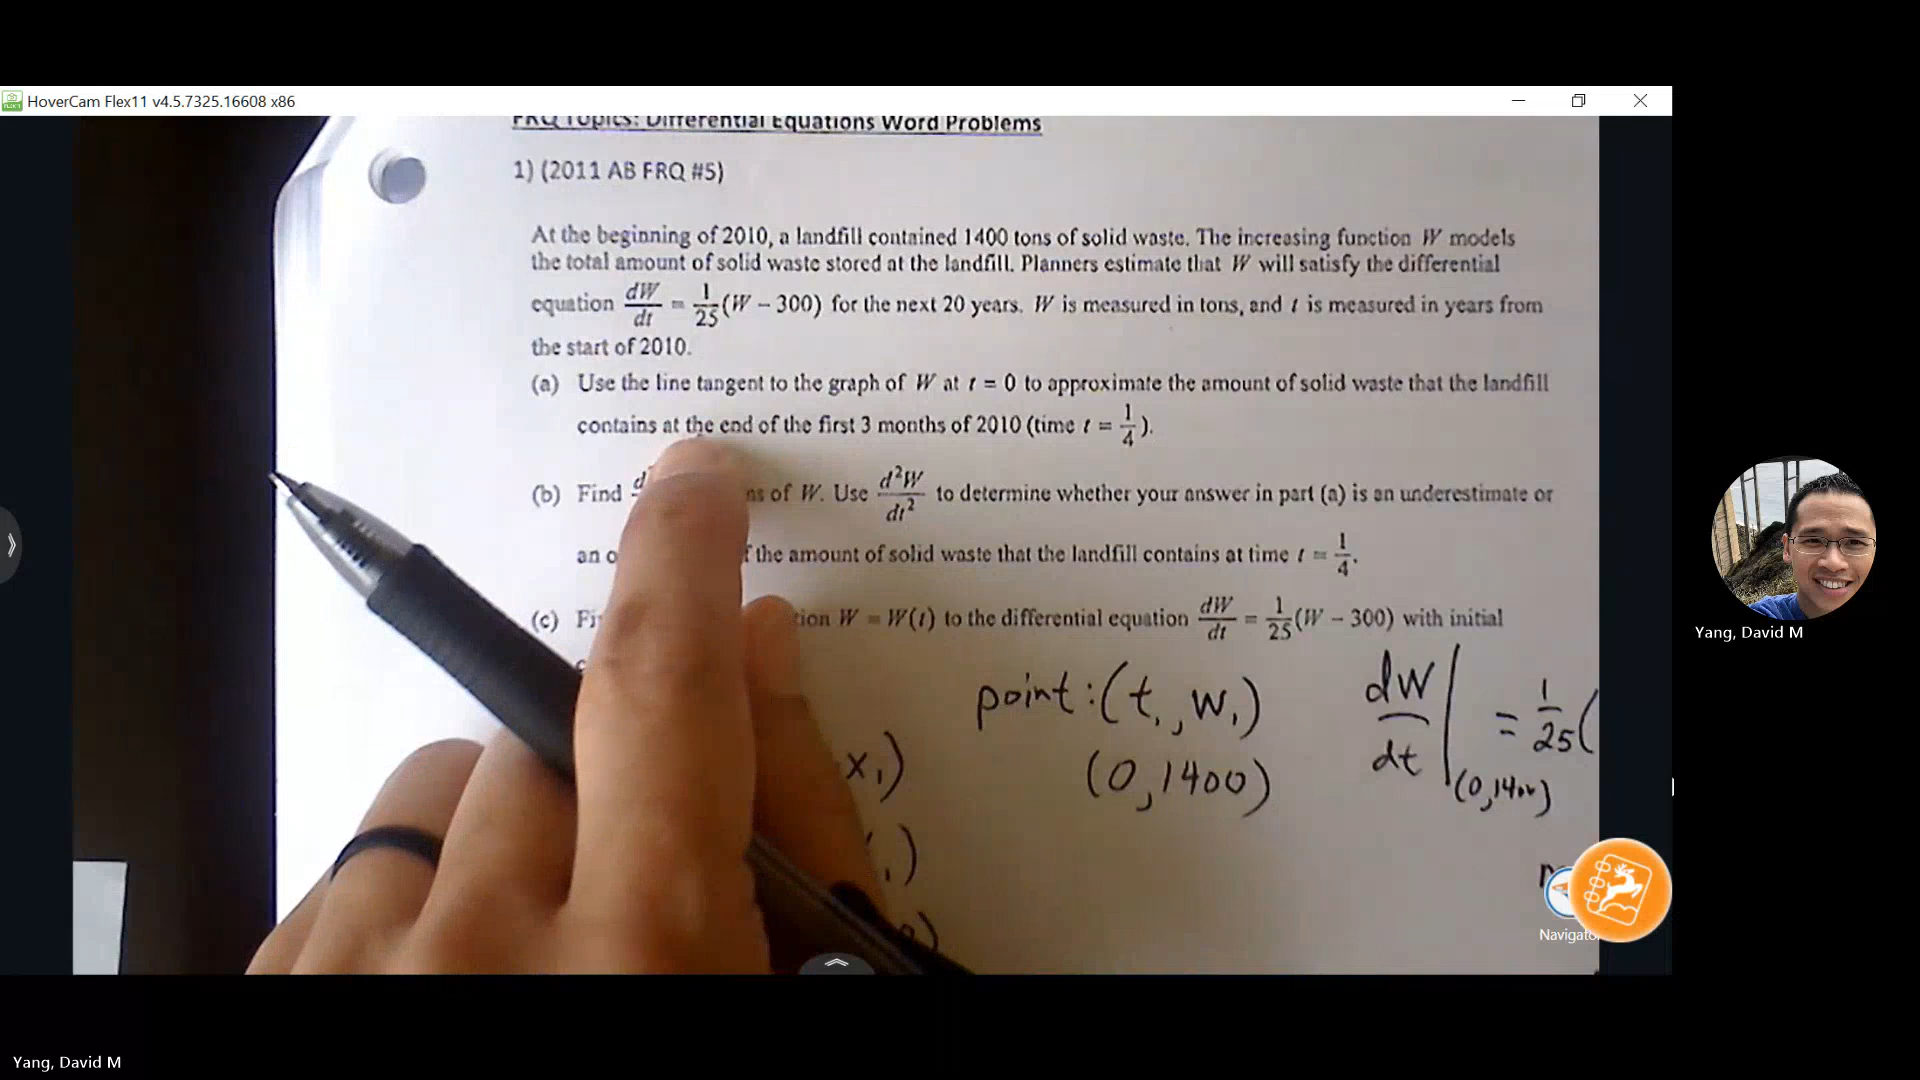 HoverCam Flex11 v4.5.7325.16608 x86
FRQ Topics: Differential Equations Word Problems
1) (2011 AB FRQ #5)
At the beginning of 2010, a landfill contained 1400 tons of solid waste. The increasing function W models
the total amount of solid waste stored at the landfill. Planners estimate that W will satisfy the differential
equation dW/dt = 1/25(W − 300) for the next 20 years. W is measured in tons, and t is measured in years from
the start of 2010.
(a) Use the line tangent to the graph of W at t = 0 to approximate the amount of solid waste that the landfill
contains at the end of the first 3 months of 2010 (time t = 1/4).
(b) Find of W. Use d²W/dt² to determine whether your answer in part (a) is an underestimate or
an the amount of solid waste that the landfill contains at time t = 1/4.
(c) W = W(t) to the differential equation dW/dt = 1/25(W − 300) with initial
point: (t₁, W₁) dW/dt| = 1/25(
x₁) (0, 1400) (0, 1400)
Yang, David M
Yang, David M